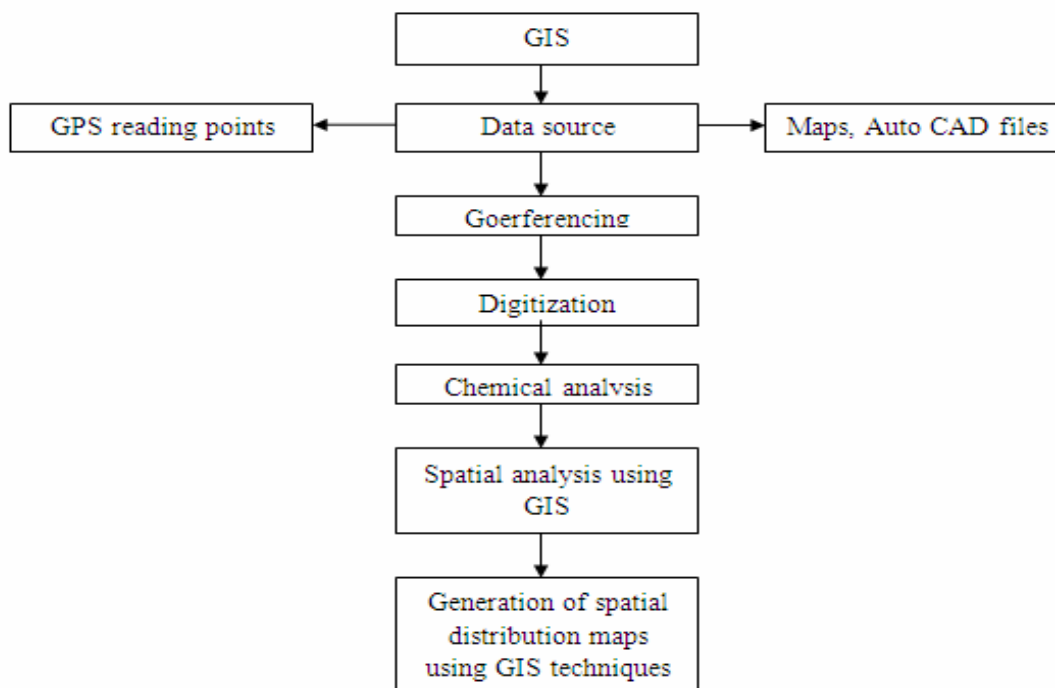 GIS
GPS reading points
Data source
Maps, Auto CAD files
Goerferencing
Digitization
Chemical analysis
Spatial analysis using
GIS
Generation of spatial
distribution maps
using GIS techniques